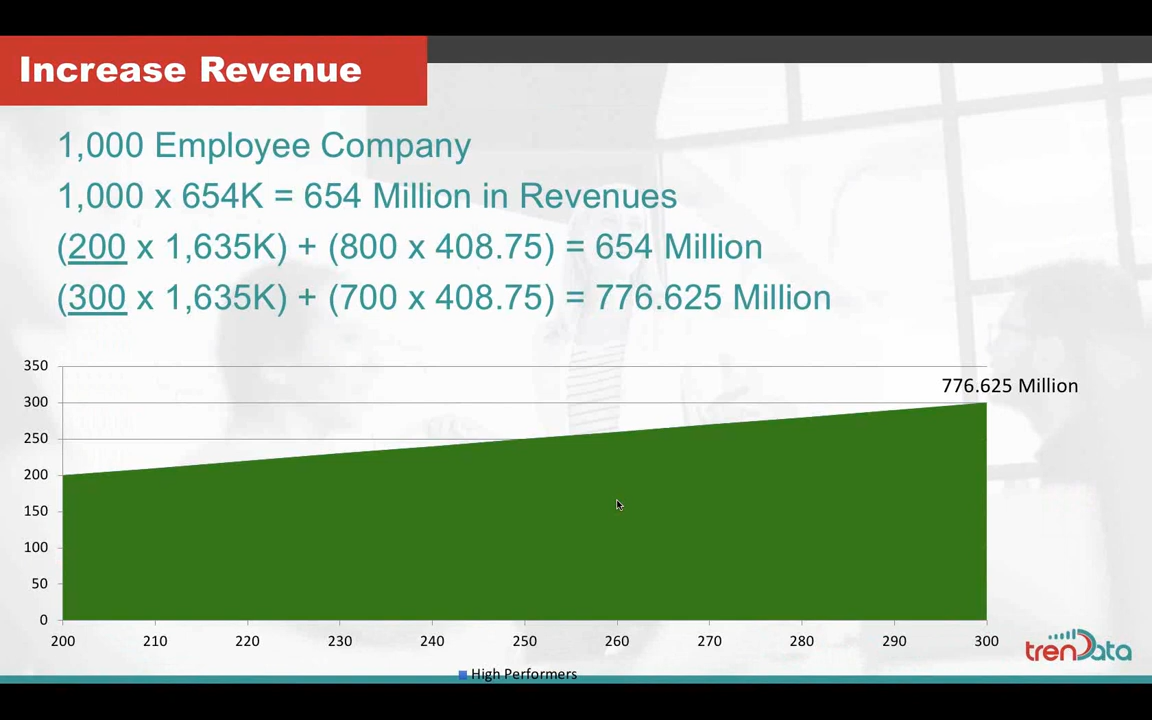 Increase Revenue
1,000 Employee Company
1,000 x 654K = 654 Million in Revenues
(200 x 1,635K) + (800 x 408.75) = 654 Million
(300 x 1,635K) + (700 x 408.75) = 776.625 Million
776.625 Million
350
300
250
200
150
100
50
0
200 210 220 230 240 250 260 270 280 290 300
High Performers
trenData